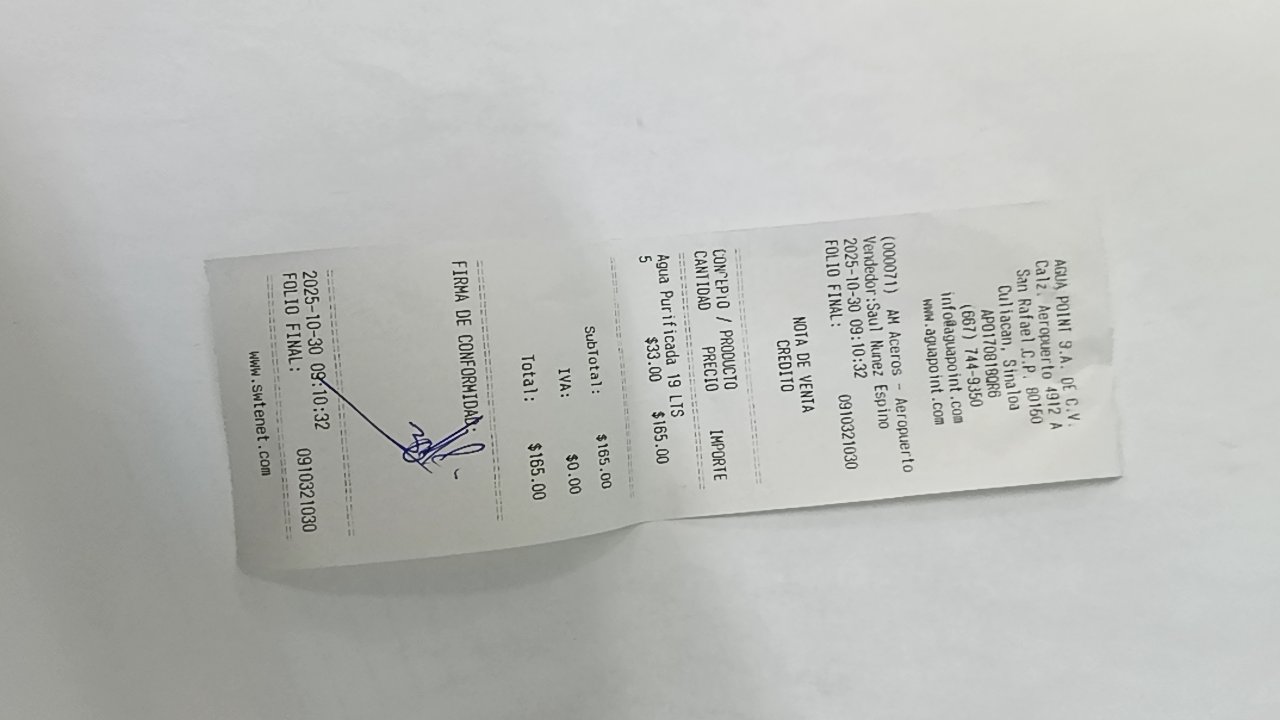 AGUA POINT S.A. DE C.V.
Calz. Aeropuerto 4912 A
San Rafael C.P. 80160
Culiacan, Sinaloa
APO170819QR6
(667) 744-9350
info@aguapoint.com
www.aguapoint.com
(000071) AM Aceros - Aeropuerto
Vendedor:Saul Nunez Espino
2025-10-30 09:10:32
FOLIO FINAL: 0910321030
NOTA DE VENTA
CREDITO
CONCEPTO / PRODUCTO
CANTIDAD PRECIO IMPORTE
Agua Purificada 19 LTS
5 $33.00 $165.00
SubTotal: $165.00
IVA: $0.00
Total: $165.00
FIRMA DE CONFORMIDAD:
2025-10-30 09:10:32
FOLIO FINAL: 0910321030
www.swtenet.com